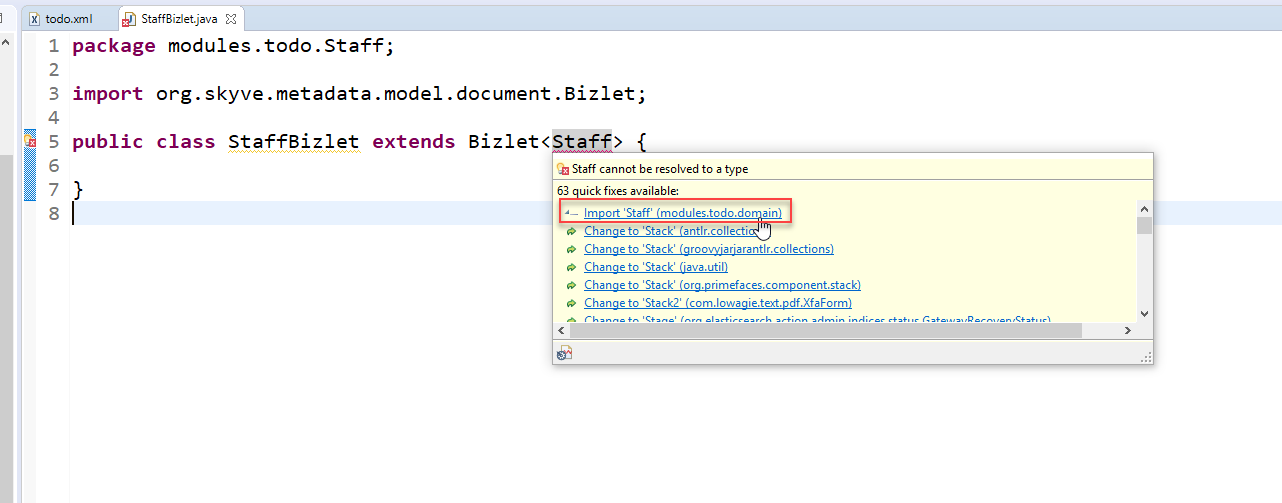 todo.xml
StaffBizlet.java
1 package modules.todo.Staff;
2
3 import org.skyve.metadata.model.document.Bizlet;
4
5 public class StaffBizlet extends Bizlet<Staff> {
6
7 }
8
Staff cannot be resolved to a type
63 quick fixes available:
Import 'Staff' (modules.todo.domain)
Change to 'Stack' (antlr.collectio
Change to 'Stack' (groovyjarjarantlr.collections)
Change to 'Stack' (java.util)
Change to 'Stack' (org.primefaces.component.stack)
Change to 'Stack2' (com.lowagie.text.pdf.XfaForm)
Change to 'Stage' (org.elasticsearch.action.admin.indices.status.GatewayRecoveryStatus)